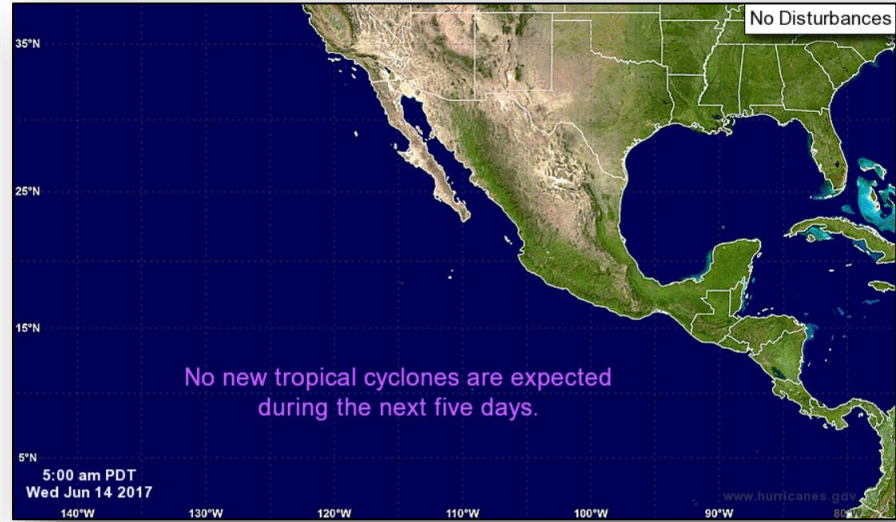 No Disturbances
35°N
25°N
15°N
No new tropical cyclones are expected
during the next five days.
5°N
5:00 am PDT
Wed Jun 14 2017
www.hurricanes.gov
140°W
130°W
120°W
110°W
100°W
90°W
80°W